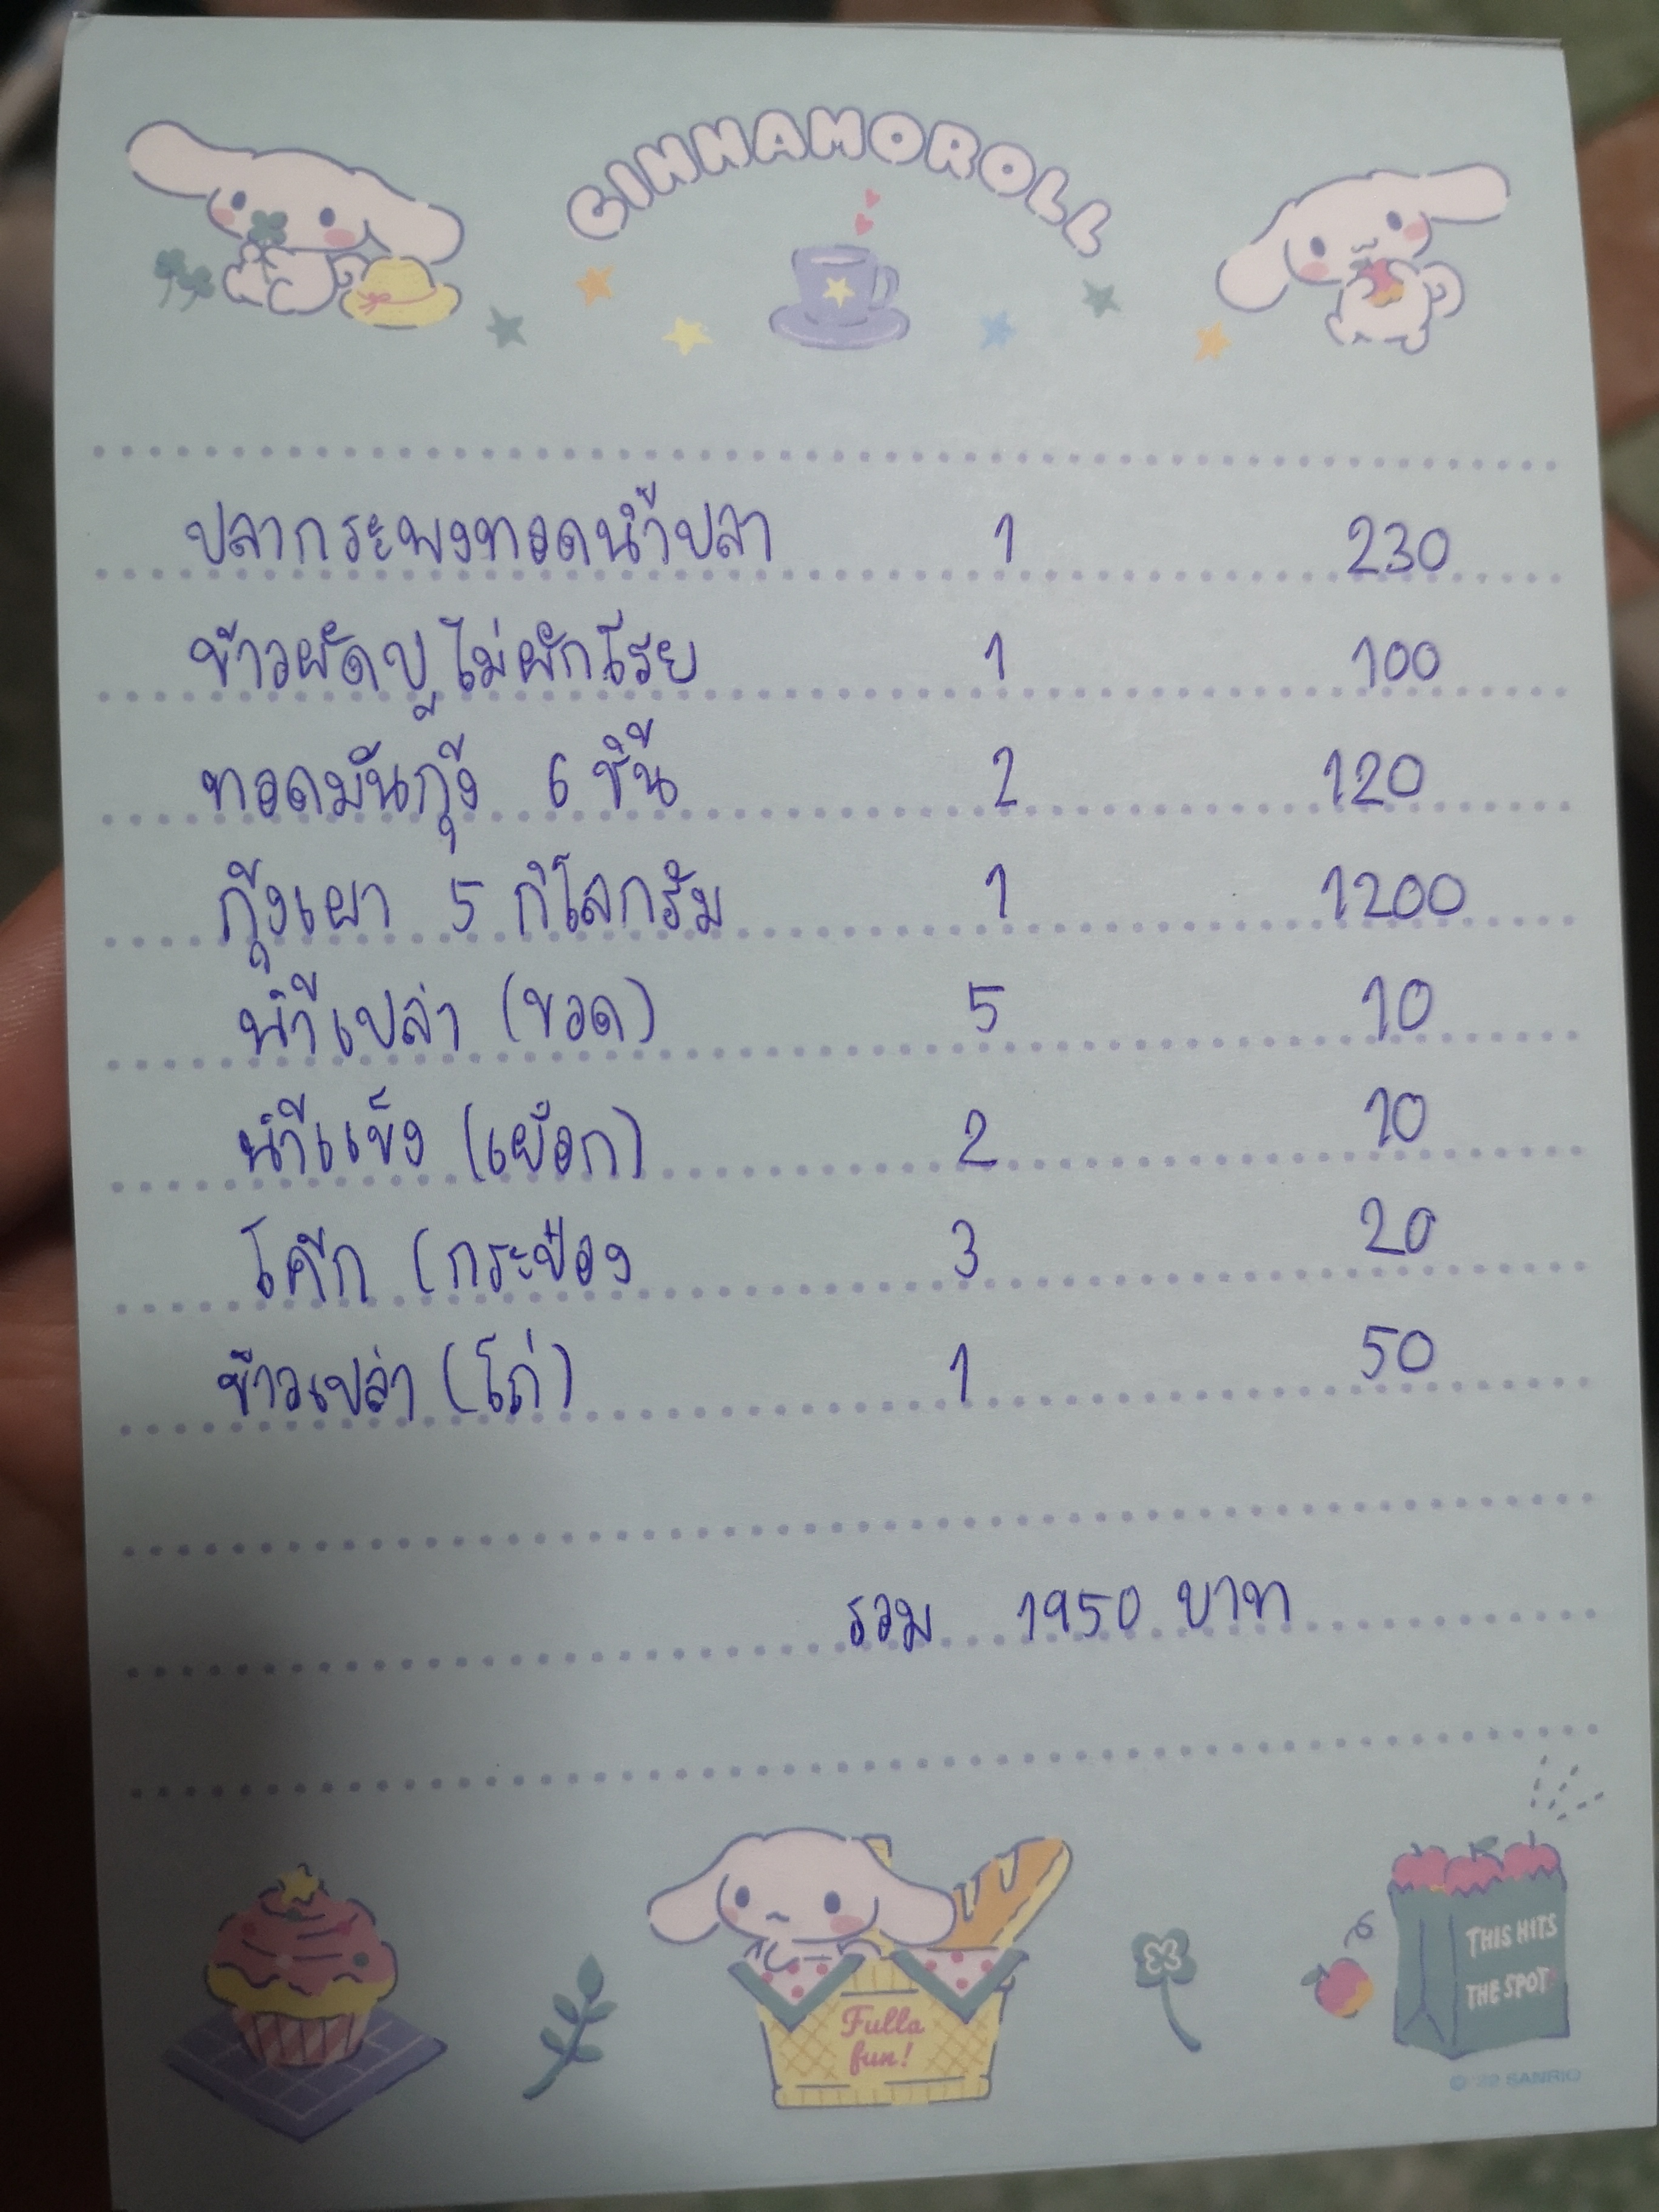 CINNAMOROLL
ปลากระพงทอดน้ำปลา 1 230
ข้าวผัดปู ไม่ผักโรย 1 100
ทอดมันกุ้ง 6 ชิ้น 2 120
กุ้งเผา 5 กิโลกรัม 1 1200
น้ำเปล่า (ขวด) 5 10
น้ำแข็ง (เหยือก) 2 10
โค้ก (กระป๋อง 3 20
ข้าวเปล่า (โถ) 1 50
รวม 1950 บาท
Fulla
fun!
THIS HITS
THE SPOT
© '22 SANRIO